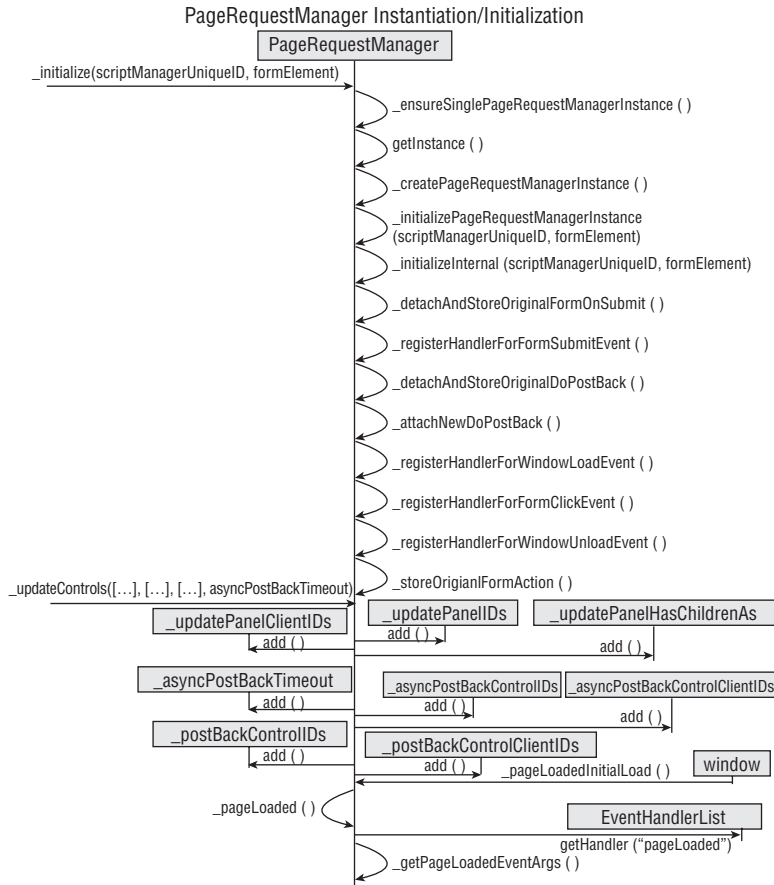 PageRequestManager Instantiation/Initialization
PageRequestManager
_initialize(scriptManagerUniqueID, formElement)
_ensureSinglePageRequestManagerInstance ( )
getInstance ( )
_createPageRequestManagerInstance ( )
_initializePageRequestManagerInstance
(scriptManagerUniqueID, formElement)
_initializeInternal (scriptManagerUniqueID, formElement)
_detachAndStoreOriginalFormOnSubmit ( )
_registerHandlerForFormSubmitEvent ( )
_detachAndStoreOriginalDoPostBack ( )
_attachNewDoPostBack ( )
_registerHandlerForWindowLoadEvent ( )
_registerHandlerForFormClickEvent ( )
_registerHandlerForWindowUnloadEvent ( )
_storeOrigianlFormAction ( )
_updateControls([...], [...], [...], asyncPostBackTimeout)
_updatePanelClientIDs
_updatePanelIDs
_updatePanelHasChildrenAs
add ( )
add ( )
add ( )
_asyncPostBackTimeout
_asyncPostBackControlIDs
_asyncPostBackControlClientIDs
add ( )
add ( )
add ( )
_postBackControlIDs
_postBackControlClientIDs
add ( )
add ( )
_pageLoadedInitialLoad ( )
window
_pageLoaded ( )
EventHandlerList
getHandler ("pageLoaded")
_getPageLoadedEventArgs ( )